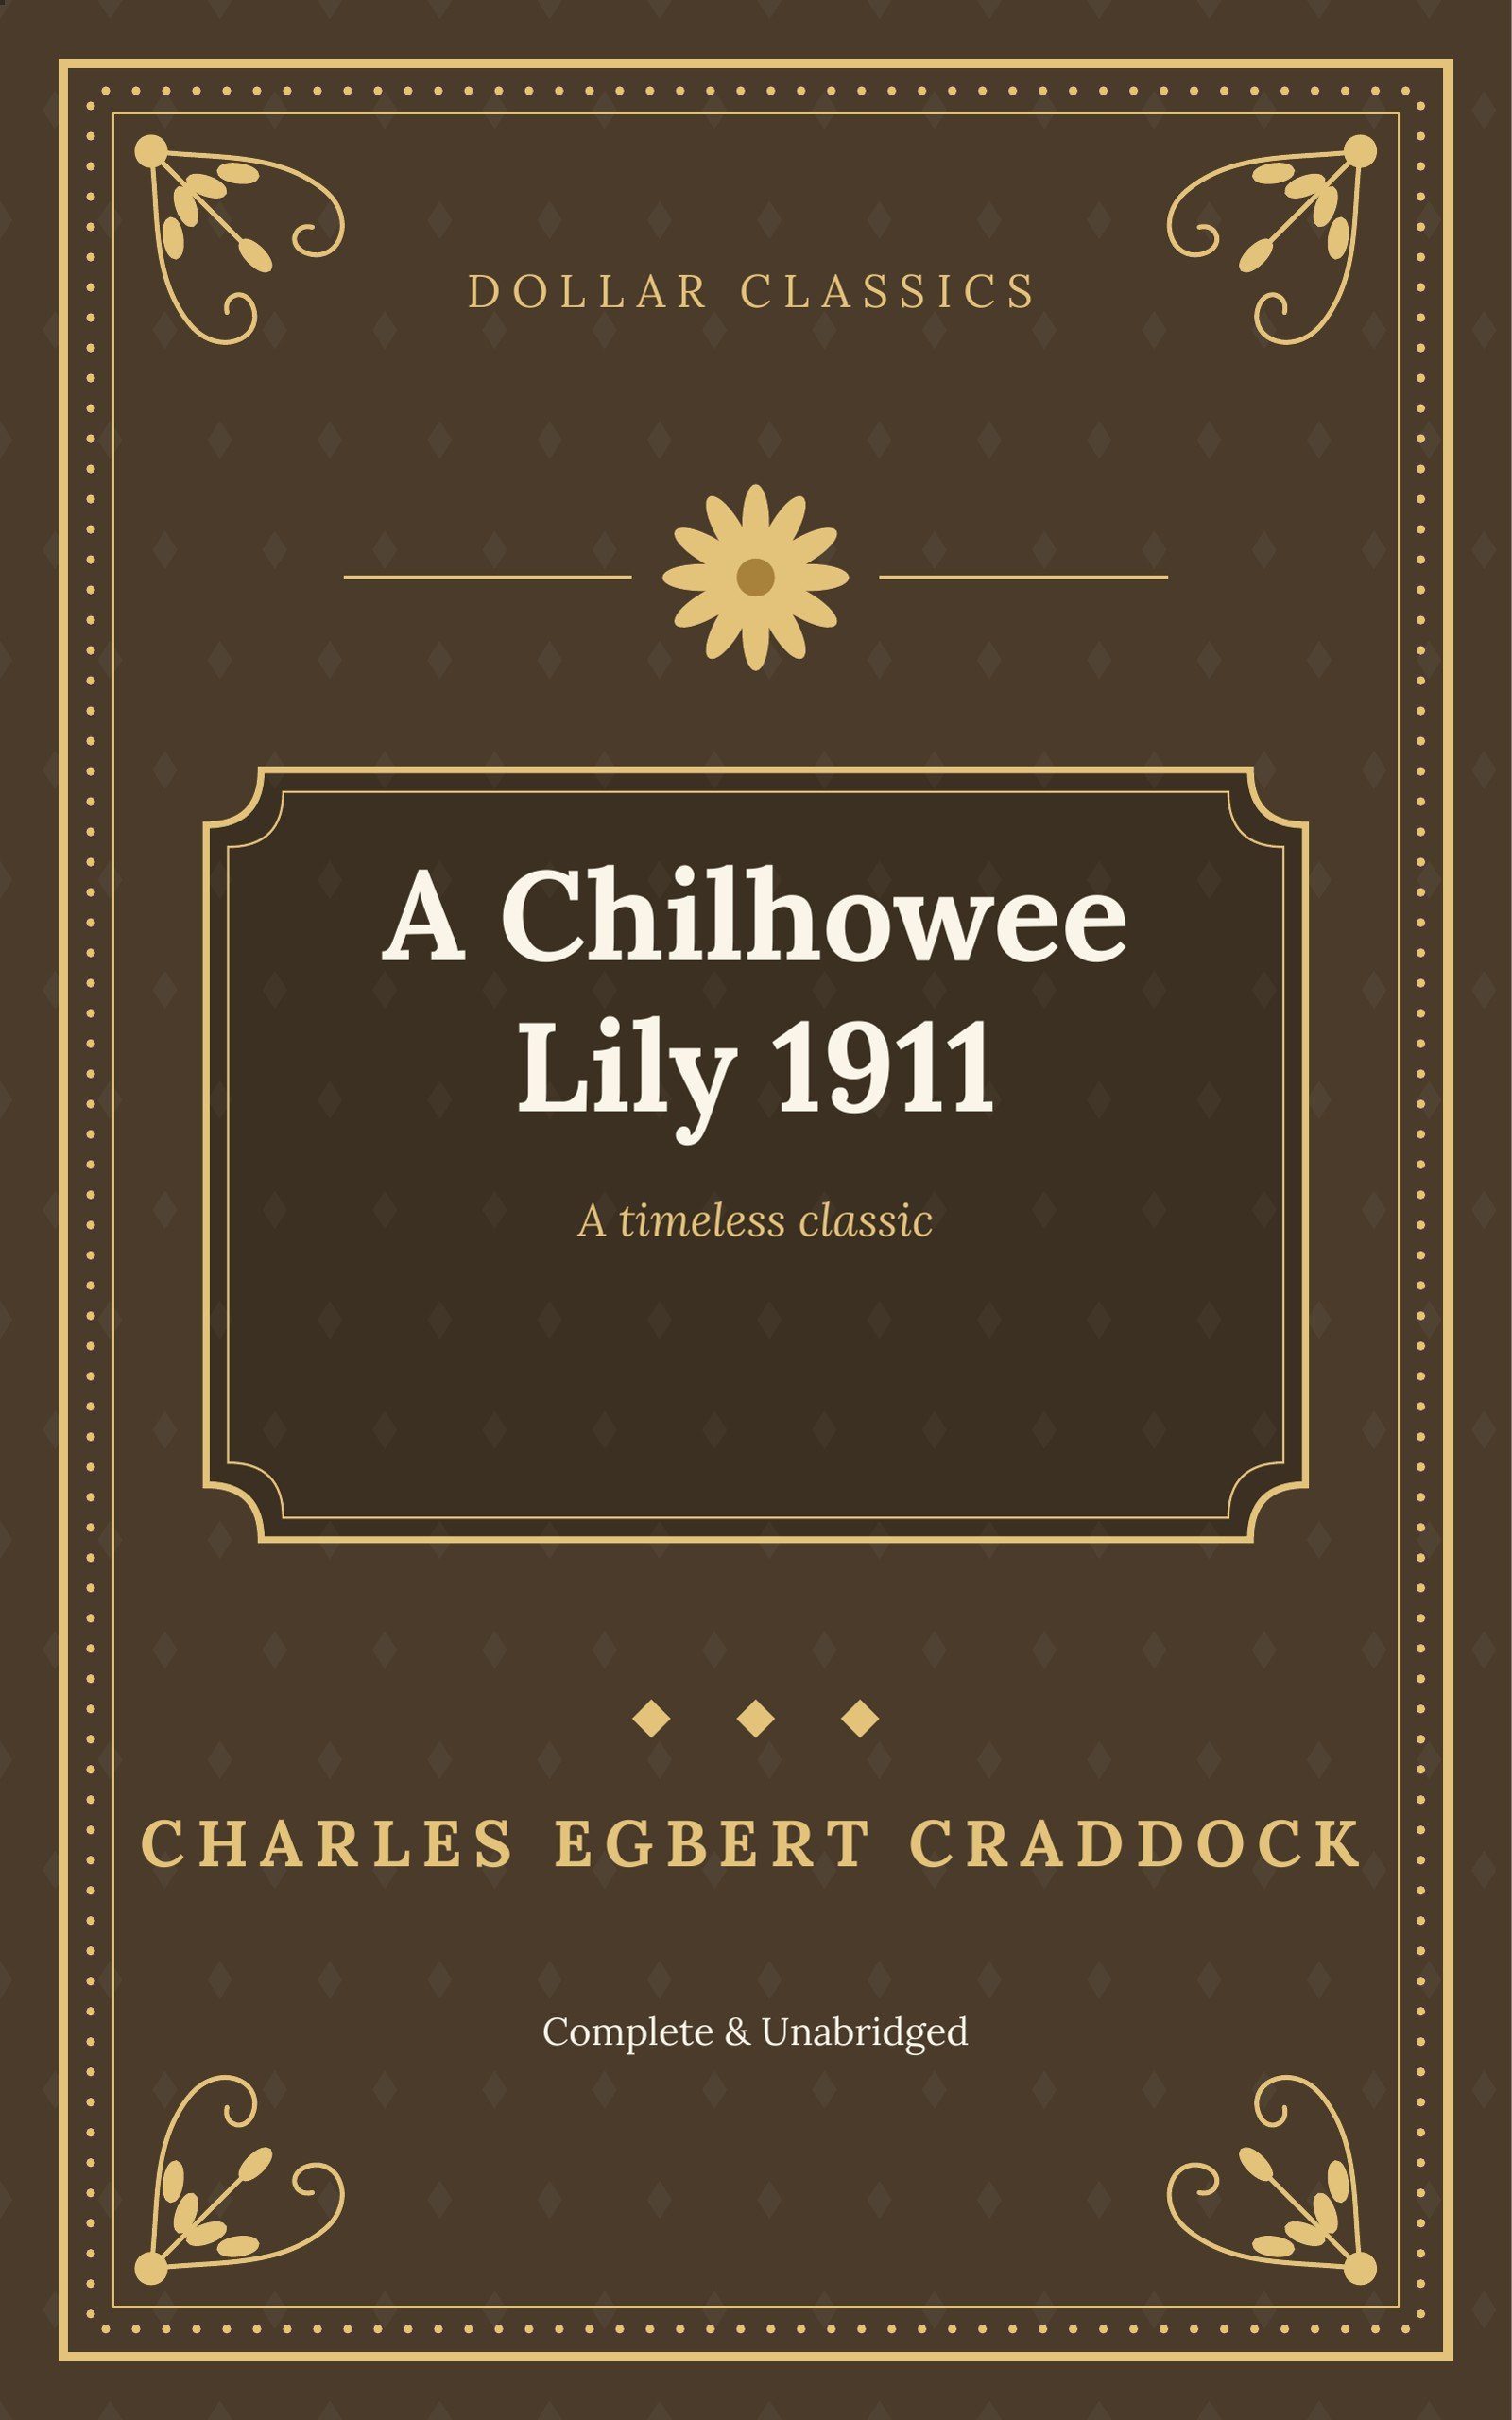 DOLLAR CLASSICS
A Chilhowee
Lily 1911
A timeless classic
CHARLES EGBERT CRADDOCK
Complete & Unabridged